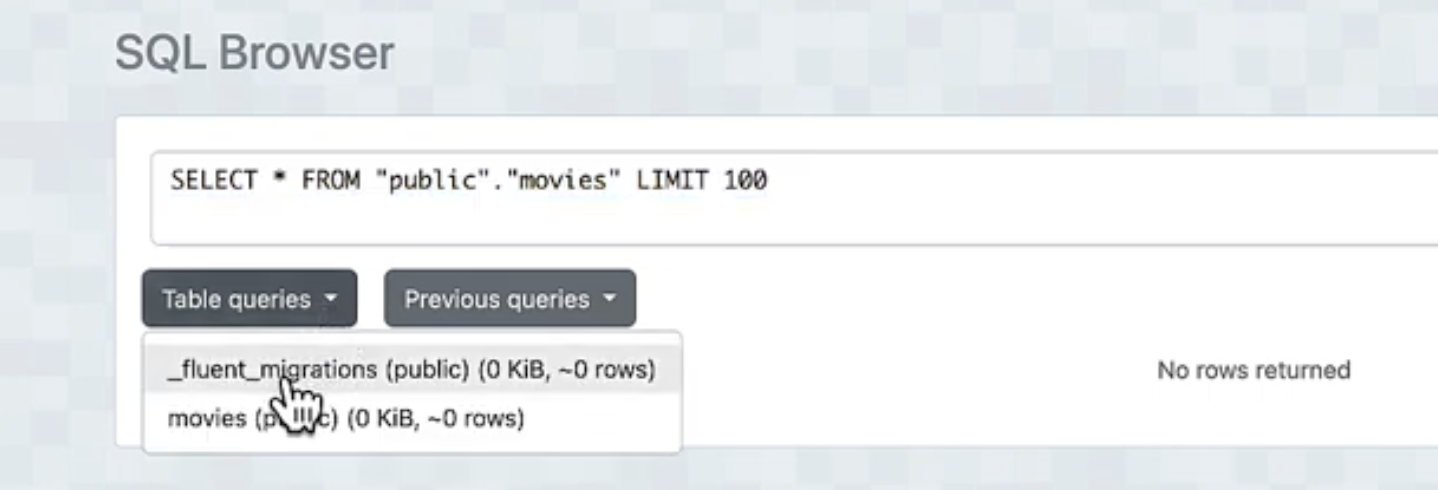 SQL Browser
SELECT * FROM "public"."movies" LIMIT 100
Table queries
Previous queries
_fluent_migrations (public) (0 KiB, ~0 rows)
No rows returned
movies (public) (0 KiB, ~0 rows)